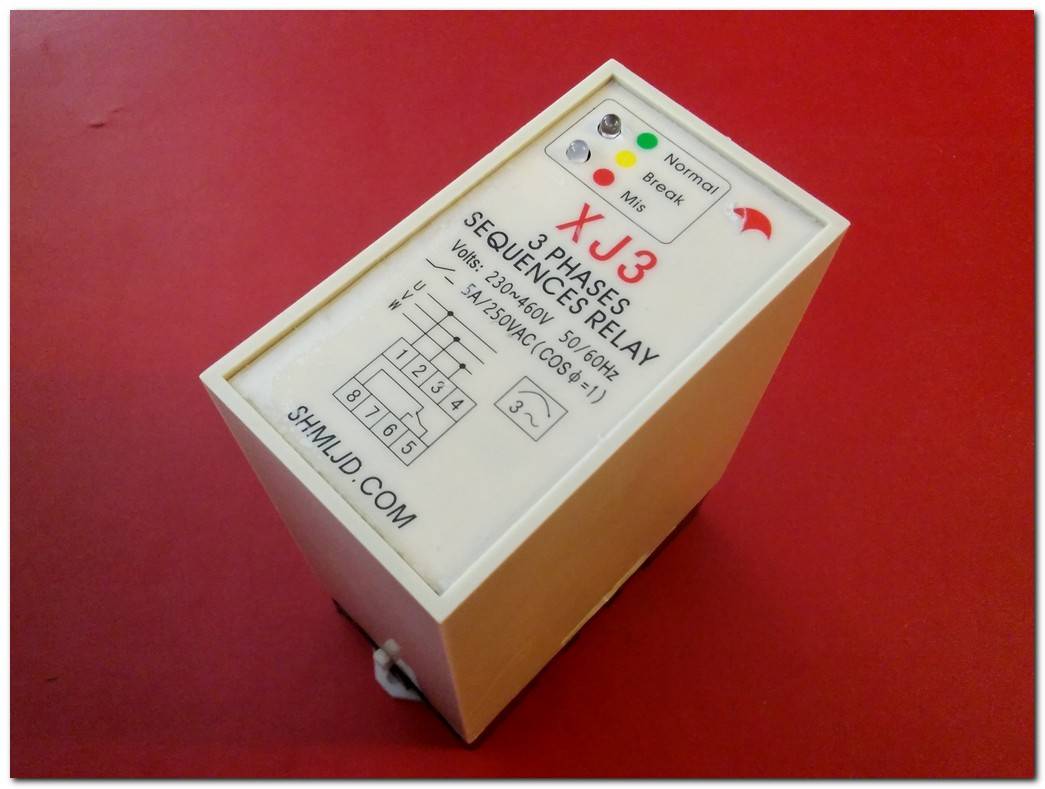 Normal
Break
Mis
XJ3
3 PHASES
SEQUENCES RELAY
Volts: 230~460V 50/60Hz
5A/250VAC(COSΦ=1)
U
V
W
1 2 3 4
8 7 6 5
3~
SHMLJD.COM